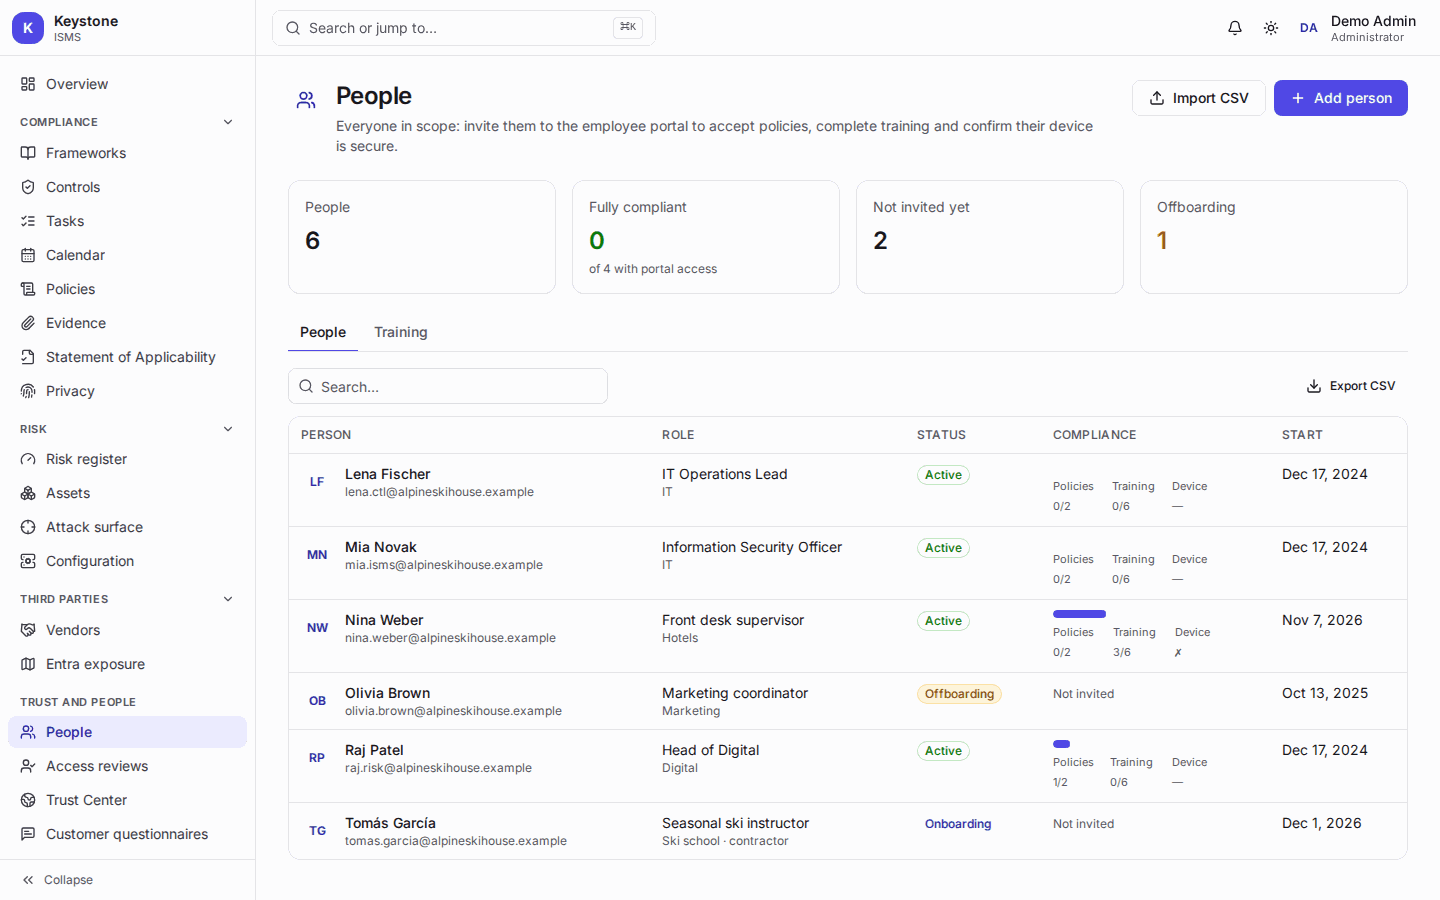 K
Keystone
ISMS
Search or jump to...
⌘K
DA
Demo Admin
Administrator
Overview
COMPLIANCE
Frameworks
Controls
Tasks
Calendar
Policies
Evidence
Statement of Applicability
Privacy
RISK
Risk register
Assets
Attack surface
Configuration
THIRD PARTIES
Vendors
Entra exposure
TRUST AND PEOPLE
People
Access reviews
Trust Center
Customer questionnaires
Collapse
People
Everyone in scope: invite them to the employee portal to accept policies, complete training and confirm their device
is secure.
Import CSV
Add person
People
6
Fully compliant
0
of 4 with portal access
Not invited yet
2
Offboarding
1
People Training
Search...
Export CSV
PERSON ROLE STATUS COMPLIANCE START
LF Lena Fischer IT Operations Lead Active Dec 17, 2024
lena.ctl@alpineskihouse.example IT Policies Training Device
0/2 0/6 —
MN Mia Novak Information Security Officer Active Dec 17, 2024
mia.isms@alpineskihouse.example IT Policies Training Device
0/2 0/6 —
NW Nina Weber Front desk supervisor Active Nov 7, 2026
nina.weber@alpineskihouse.example Hotels Policies Training Device
0/2 3/6 ✗
OB Olivia Brown Marketing coordinator Offboarding Not invited Oct 13, 2025
olivia.brown@alpineskihouse.example Marketing
RP Raj Patel Head of Digital Active Dec 17, 2024
raj.risk@alpineskihouse.example Digital Policies Training Device
1/2 0/6 —
TG Tomás García Seasonal ski instructor Onboarding Not invited Dec 1, 2026
tomas.garcia@alpineskihouse.example Ski school · contractor